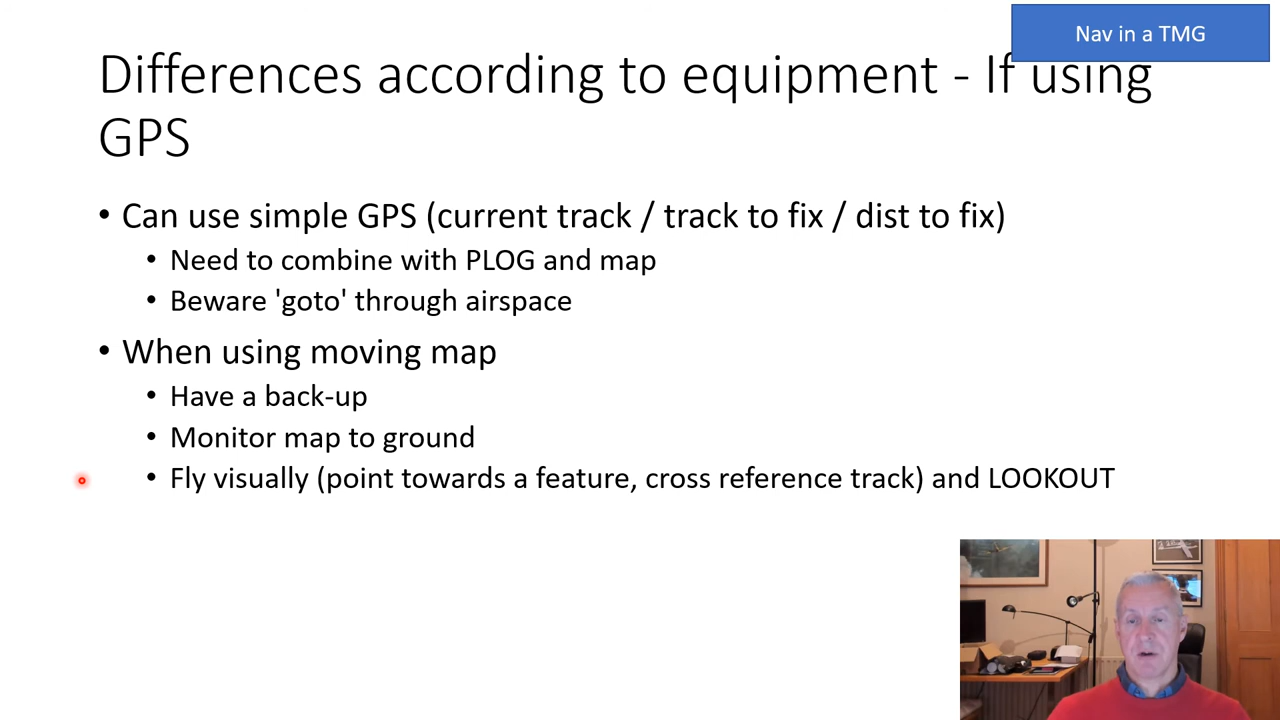 Nav in a TMG
Differences according to equipment - If using
GPS
• Can use simple GPS (current track / track to fix / dist to fix)
• Need to combine with PLOG and map
• Beware 'goto' through airspace
• When using moving map
• Have a back-up
• Monitor map to ground
• Fly visually (point towards a feature, cross reference track) and LOOKOUT